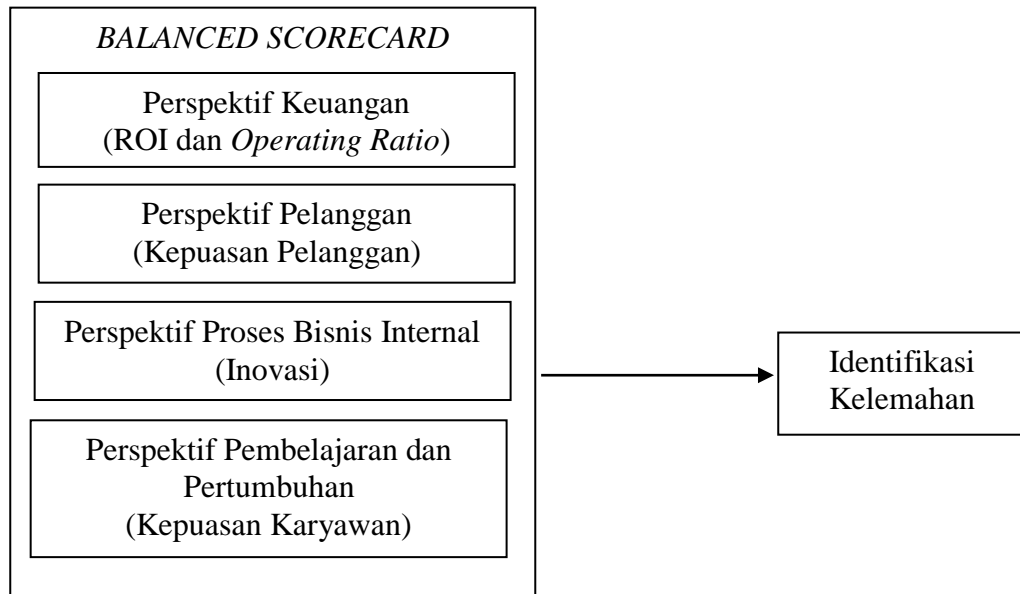 BALANCED SCORECARD
Perspektif Keuangan
(ROI dan Operating Ratio)
Perspektif Pelanggan
(Kepuasan Pelanggan)
Perspektif Proses Bisnis Internal
(Inovasi)
Perspektif Pembelajaran dan
Pertumbuhan
(Kepuasan Karyawan)
Identifikasi
Kelemahan